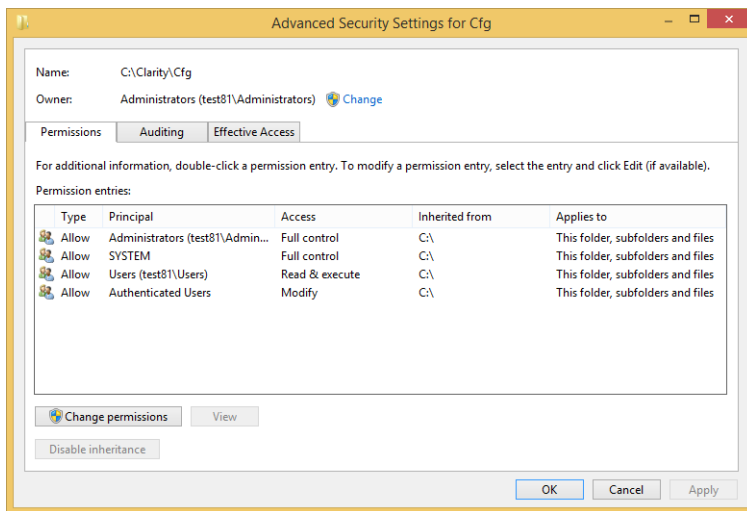 Advanced Security Settings for Cfg
Name: C:\Clarity\Cfg
Owner: Administrators (test81\Administrators) Change
Permissions Auditing Effective Access
For additional information, double-click a permission entry. To modify a permission entry, select the entry and click Edit (if available).
Permission entries:
Type Principal Access Inherited from Applies to
Allow Administrators (test81\Admin... Full control C:\ This folder, subfolders and files
Allow SYSTEM Full control C:\ This folder, subfolders and files
Allow Users (test81\Users) Read & execute C:\ This folder, subfolders and files
Allow Authenticated Users Modify C:\ This folder, subfolders and files
Change permissions View
Disable inheritance
OK Cancel Apply